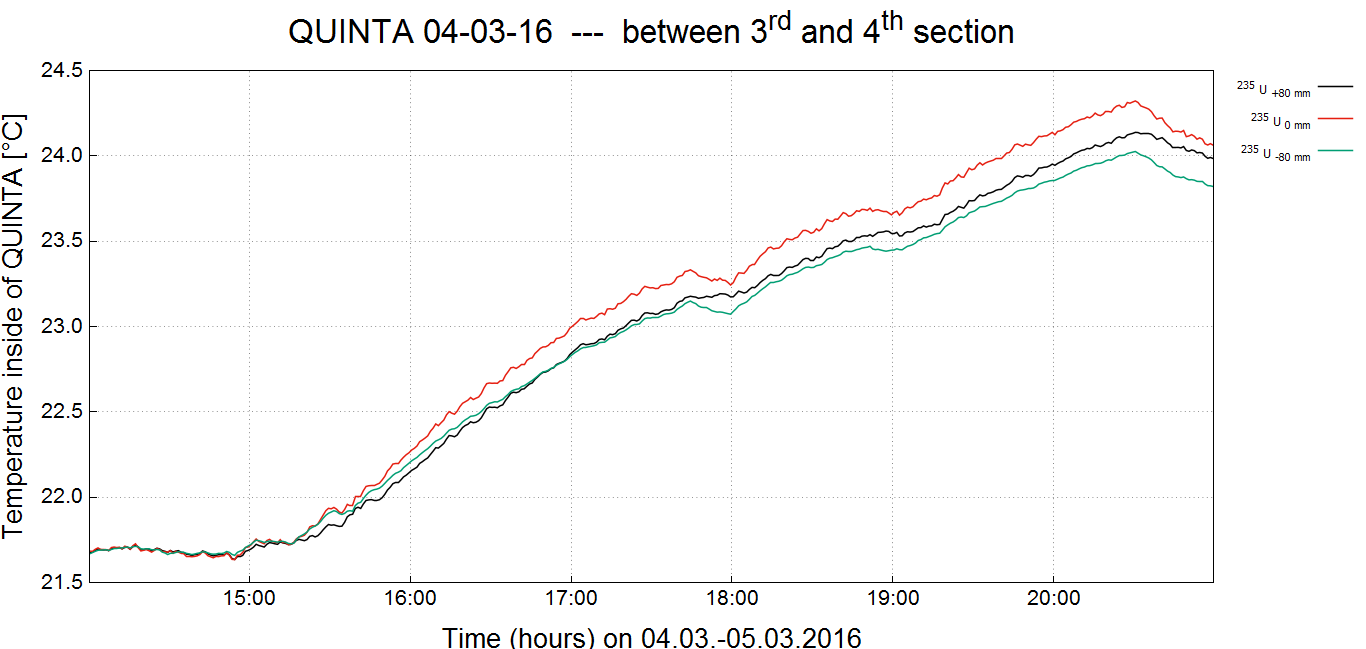 QUINTA 04-03-16 --- between 3rd and 4th section
Temperature inside of QUINTA [°C]
24.5
24.0
23.5
23.0
22.5
22.0
21.5
15:00 16:00 17:00 18:00 19:00 20:00
Time (hours) on 04.03.-05.03.2016
235 U +80 mm
235 U 0 mm
235 U -80 mm